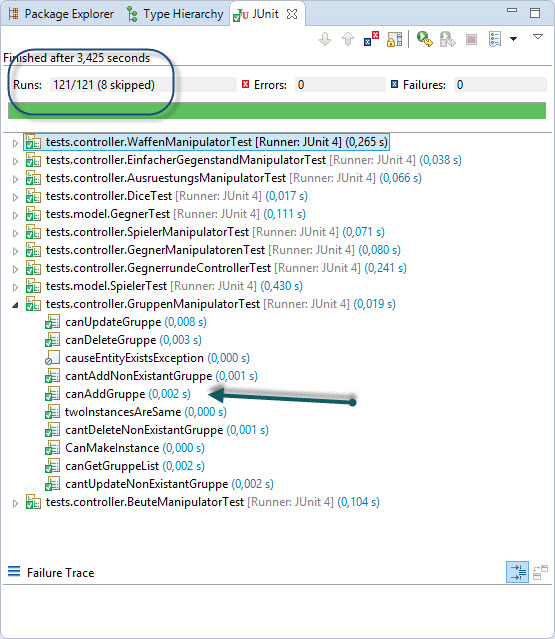 Package Explorer Type Hierarchy JUnit
Finished after 3,425 seconds
Runs: 121/121 (8 skipped) Errors: 0 Failures: 0
tests.controller.WaffenManipulatorTest [Runner: JUnit 4] (0,265 s)
tests.controller.EinfacherGegenstandManipulatorTest [Runner: JUnit 4] (0,038 s)
tests.controller.AusruestungsManipulatorTest [Runner: JUnit 4] (0,066 s)
tests.controller.DiceTest [Runner: JUnit 4] (0,017 s)
tests.model.GegnerTest [Runner: JUnit 4] (0,111 s)
tests.controller.SpielerManipulatorTest [Runner: JUnit 4] (0,071 s)
tests.controller.GegnerManipulatorenTest [Runner: JUnit 4] (0,080 s)
tests.controller.GegnerrundeControllerTest [Runner: JUnit 4] (0,241 s)
tests.model.SpielerTest [Runner: JUnit 4] (0,430 s)
tests.controller.GruppenManipulatorTest [Runner: JUnit 4] (0,019 s)
canUpdateGruppe (0,008 s)
canDeleteGruppe (0,003 s)
causeEntityExistsException (0,000 s)
cantAddNonExistantGruppe (0,001 s)
canAddGruppe (0,002 s)
twoInstancesAreSame (0,000 s)
cantDeleteNonExistantGruppe (0,001 s)
CanMakeInstance (0,000 s)
canGetGruppeList (0,002 s)
cantUpdateNonExistantGruppe (0,002 s)
tests.controller.BeuteManipulatorTest [Runner: JUnit 4] (0,104 s)
Failure Trace